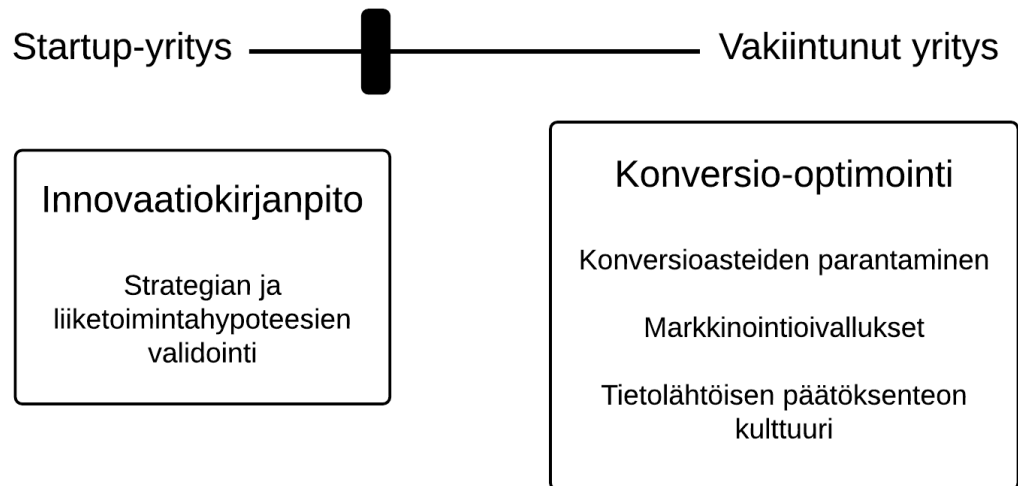 Startup-yritys
Vakiintunut yritys
Innovaatiokirjanpito
Strategian ja
liiketoimintahypoteesien
validointi
Konversio-optimointi
Konversioasteiden parantaminen
Markkinointioivallukset
Tietolähtöisen päätöksenteon
kulttuuri